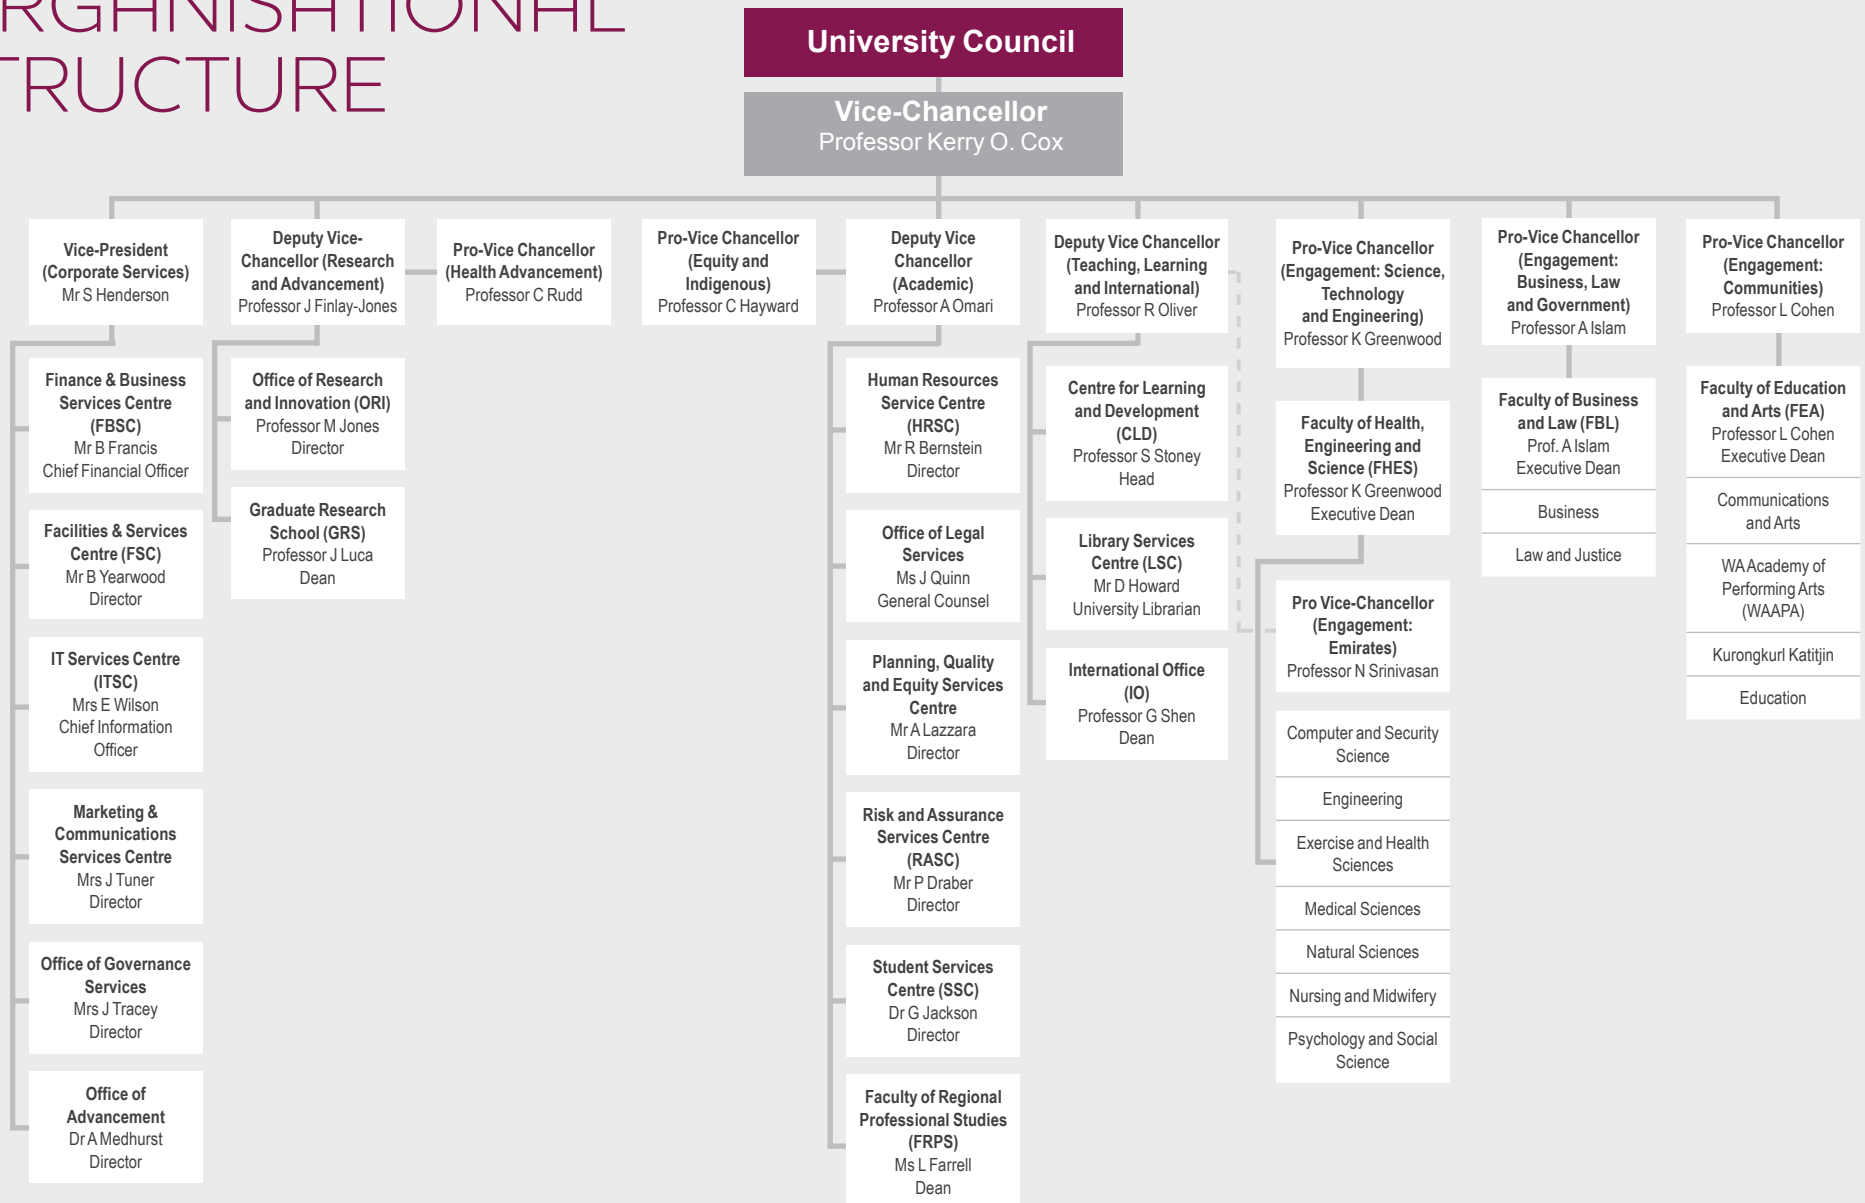 RGANISATIONAL
TRUCTURE
University Council
Vice-Chancellor
Professor Kerry O. Cox
Vice-President
(Corporate Services)
Mr S Henderson
Finance & Business
Services Centre
(FBSC)
Mr B Francis
Chief Financial Officer
Facilities & Services
Centre (FSC)
Mr B Yearwood
Director
IT Services Centre
(ITSC)
Mrs E Wilson
Chief Information
Officer
Marketing &
Communications
Services Centre
Mrs J Tuner
Director
Office of Governance
Services
Mrs J Tracey
Director
Office of
Advancement
Dr A Medhurst
Director
Deputy Vice-
Chancellor (Research
and Advancement)
Professor J Finlay-Jones
Office of Research
and Innovation (ORI)
Professor M Jones
Director
Graduate Research
School (GRS)
Professor J Luca
Dean
Pro-Vice Chancellor
(Health Advancement)
Professor C Rudd
Pro-Vice Chancellor
(Equity and
Indigenous)
Professor C Hayward
Deputy Vice
Chancellor
(Academic)
Professor A Omari
Human Resources
Service Centre
(HRSC)
Mr R Bernstein
Director
Office of Legal
Services
Ms J Quinn
General Counsel
Planning, Quality
and Equity Services
Centre
Mr A Lazzara
Director
Risk and Assurance
Services Centre
(RASC)
Mr P Draber
Director
Student Services
Centre (SSC)
Dr G Jackson
Director
Faculty of Regional
Professional Studies
(FRPS)
Ms L Farrell
Dean
Deputy Vice Chancellor
(Teaching, Learning
and International)
Professor R Oliver
Centre for Learning
and Development
(CLD)
Professor S Stoney
Head
Library Services
Centre (LSC)
Mr D Howard
University Librarian
International Office
(IO)
Professor G Shen
Dean
Pro-Vice Chancellor
(Engagement: Science,
Technology
and Engineering)
Professor K Greenwood
Faculty of Health,
Engineering and
Science (FHES)
Professor K Greenwood
Executive Dean
Pro Vice-Chancellor
(Engagement:
Emirates)
Professor N Srinivasan
Computer and Security
Science
Engineering
Exercise and Health
Sciences
Medical Sciences
Natural Sciences
Nursing and Midwifery
Psychology and Social
Science
Pro-Vice Chancellor
(Engagement:
Business, Law
and Government)
Professor A Islam
Faculty of Business
and Law (FBL)
Prof. A Islam
Executive Dean
Business
Law and Justice
Pro-Vice Chancellor
(Engagement:
Communities)
Professor L Cohen
Faculty of Education
and Arts (FEA)
Professor L Cohen
Executive Dean
Communications
and Arts
WA Academy of
Performing Arts
(WAAPA)
Kurongkurl Katitjin
Education